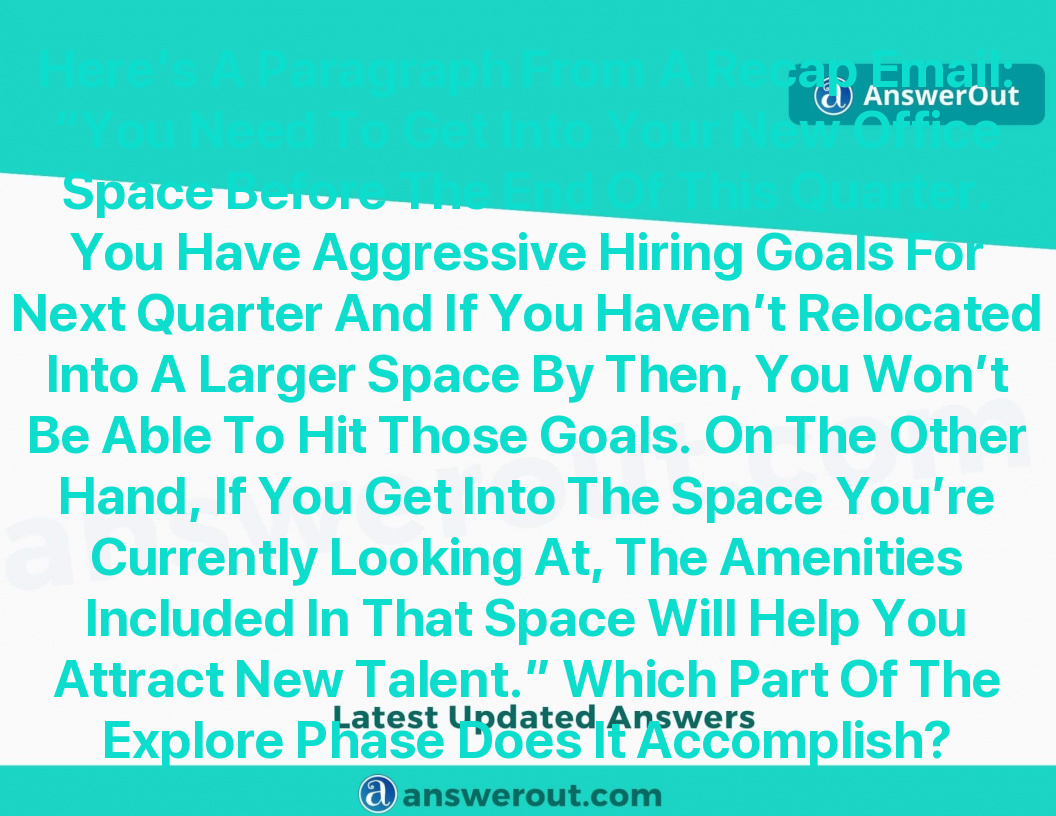 Here's A Paragraph From A Recap Email:
AnswerOut
"You Need To Get Into Your New Office
Space Before The End Of This Quarter.
You Have Aggressive Hiring Goals For
Next Quarter And If You Haven't Relocated
Into A Larger Space By Then, You Won't
Be Able To Hit Those Goals. On The Other
Hand, If You Get Into The Space You're
Currently Looking At, The Amenities
Included In That Space Will Help You
Attract New Talent." Which Part Of The
Latest Updated Answers
Explore Phase Does It Accomplish?
answerout.com
answerout.com